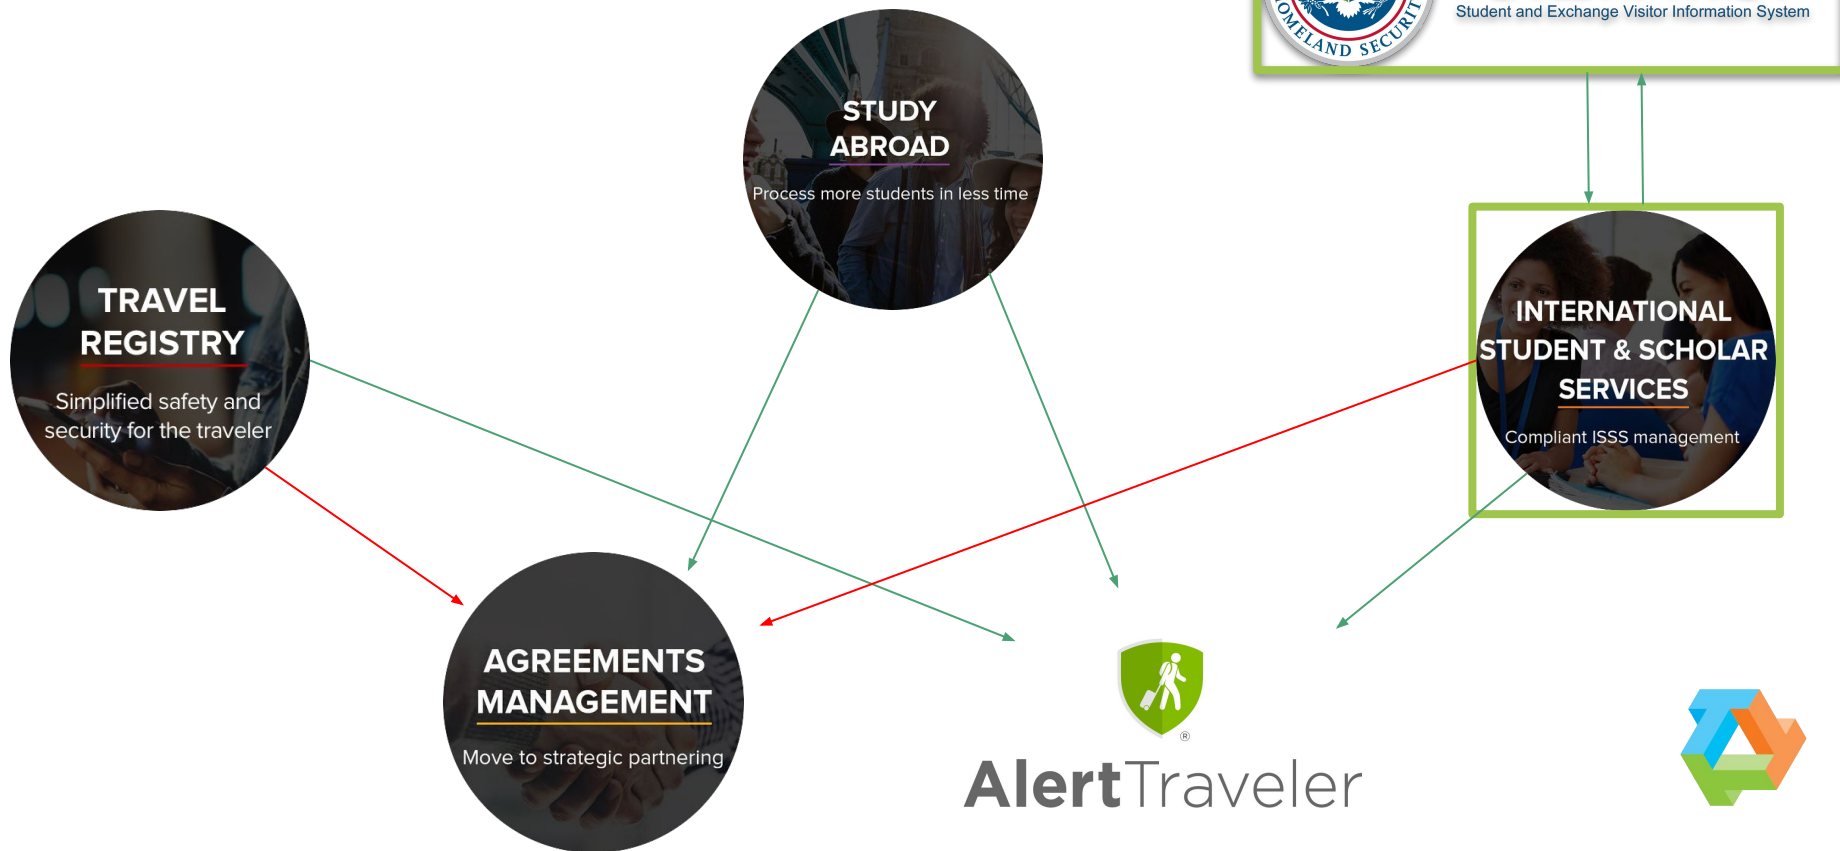 HOMELAND SECURIT
Student and Exchange Visitor Information System
STUDY
ABROAD
Process more students in less time
TRAVEL
REGISTRY
Simplified safety and
security for the traveler
INTERNATIONAL
STUDENT & SCHOLAR
SERVICES
Compliant ISSS management
AGREEMENTS
MANAGEMENT
Move to strategic partnering
®
AlertTraveler